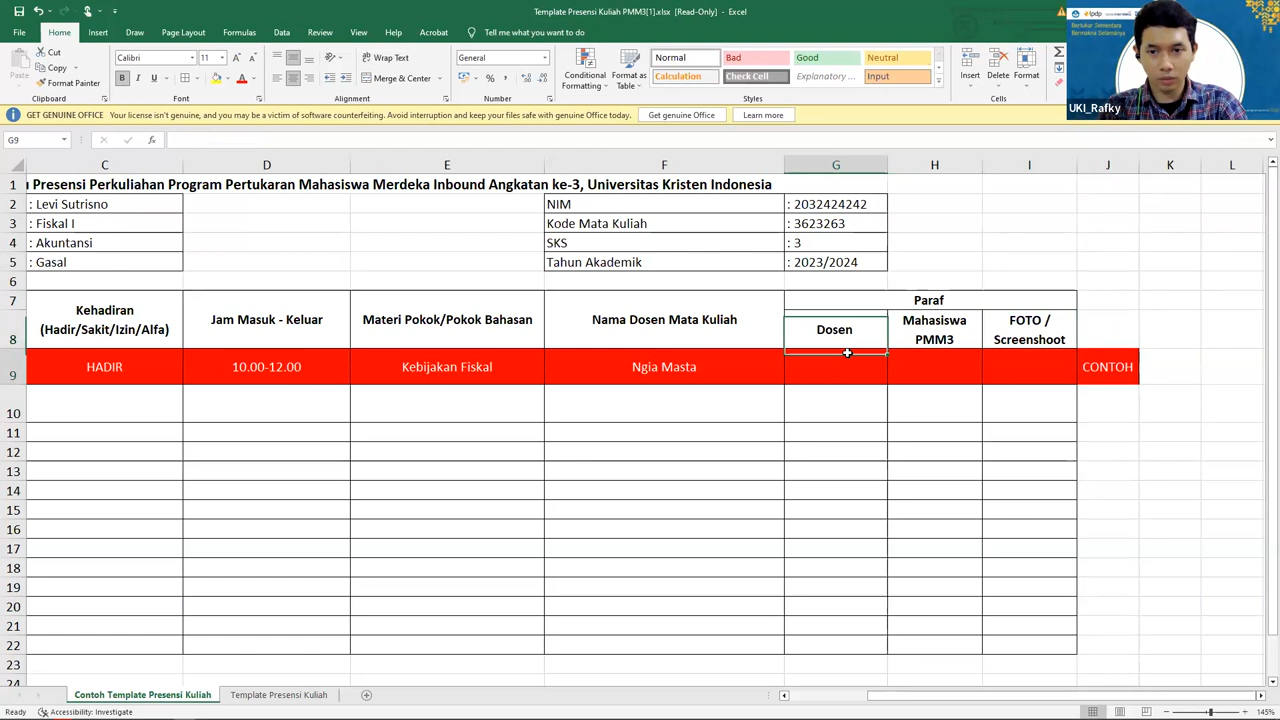 Template Presensi Kuliah PMM3[1].xlsx [Read-Only] - Excel
File Home Insert Draw Page Layout Formulas Data Review View Help Acrobat Tell me what you want to do
Cut
Copy
Format Painter
Paste
Clipboard
Calibri 11
B I U
Font
Wrap Text
Merge & Center
Alignment
General
Number
Conditional Formatting
Format as Table
Normal Bad Good Neutral
Calculation Check Cell Explanatory ... Input
Styles
Insert Delete Format
Cells
lpdp
Bertukar Sementara
Bermakna Selamanya
UKI_Rafky
GET GENUINE OFFICE Your license isn't genuine, and you may be a victim of software counterfeiting. Avoid interruption and keep your files safe with genuine Office today. Get genuine Office Learn more
G9 fx
C D E F G H I J K L
1 Presensi Perkuliahan Program Pertukaran Mahasiswa Merdeka Inbound Angkatan ke-3, Universitas Kristen Indonesia
2 : Levi Sutrisno NIM : 2032424242
3 : Fiskal I Kode Mata Kuliah : 3623263
4 : Akuntansi SKS : 3
5 : Gasal Tahun Akademik : 2023/2024
6
7 Paraf
8 Kehadiran
(Hadir/Sakit/Izin/Alfa) Jam Masuk - Keluar Materi Pokok/Pokok Bahasan Nama Dosen Mata Kuliah Dosen Mahasiswa PMM3 FOTO / Screenshoot
9 HADIR 10.00-12.00 Kebijakan Fiskal Ngia Masta CONTOH
10
11
12
13
14
15
16
17
18
19
20
21
22
23
24
Contoh Template Presensi Kuliah Template Presensi Kuliah
Ready Accessibility: Investigate 145%